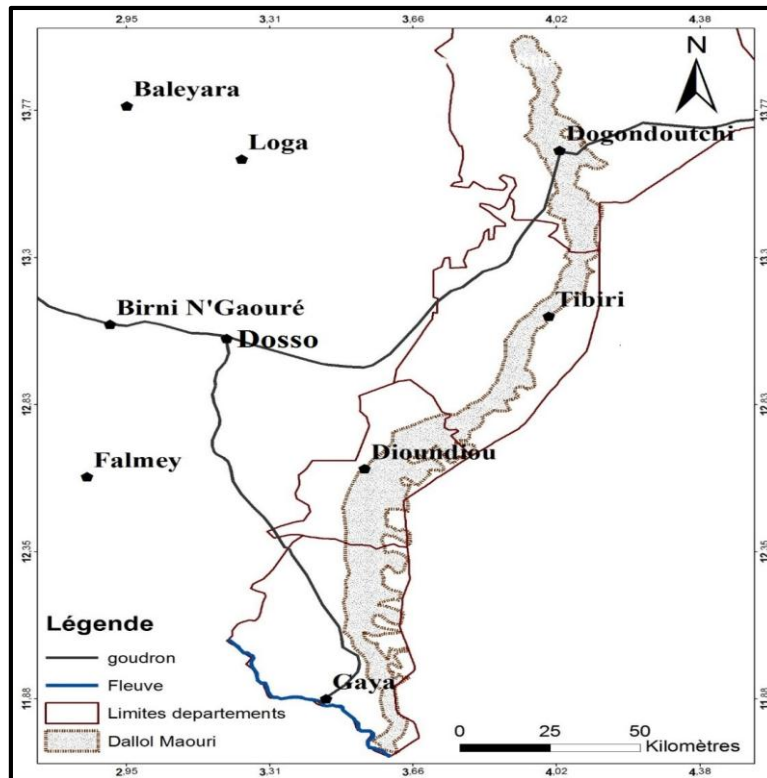 2.95 3.31 3.66 4.02 4.38
N
13.77 13.77
Baleyara
Loga
Dogondoutchi
13.3 13.3
Birni N'Gaouré
Tibiri
Dosso
12.83 12.83
Falmey
Dioundiou
12.35 12.35
Légende
goudron
Fleuve
Limites departements
Dallol Maouri
Gaya
11.88 11.88
0 25 50
Kilomètres
2.95 3.31 3.66 4.02 4.38